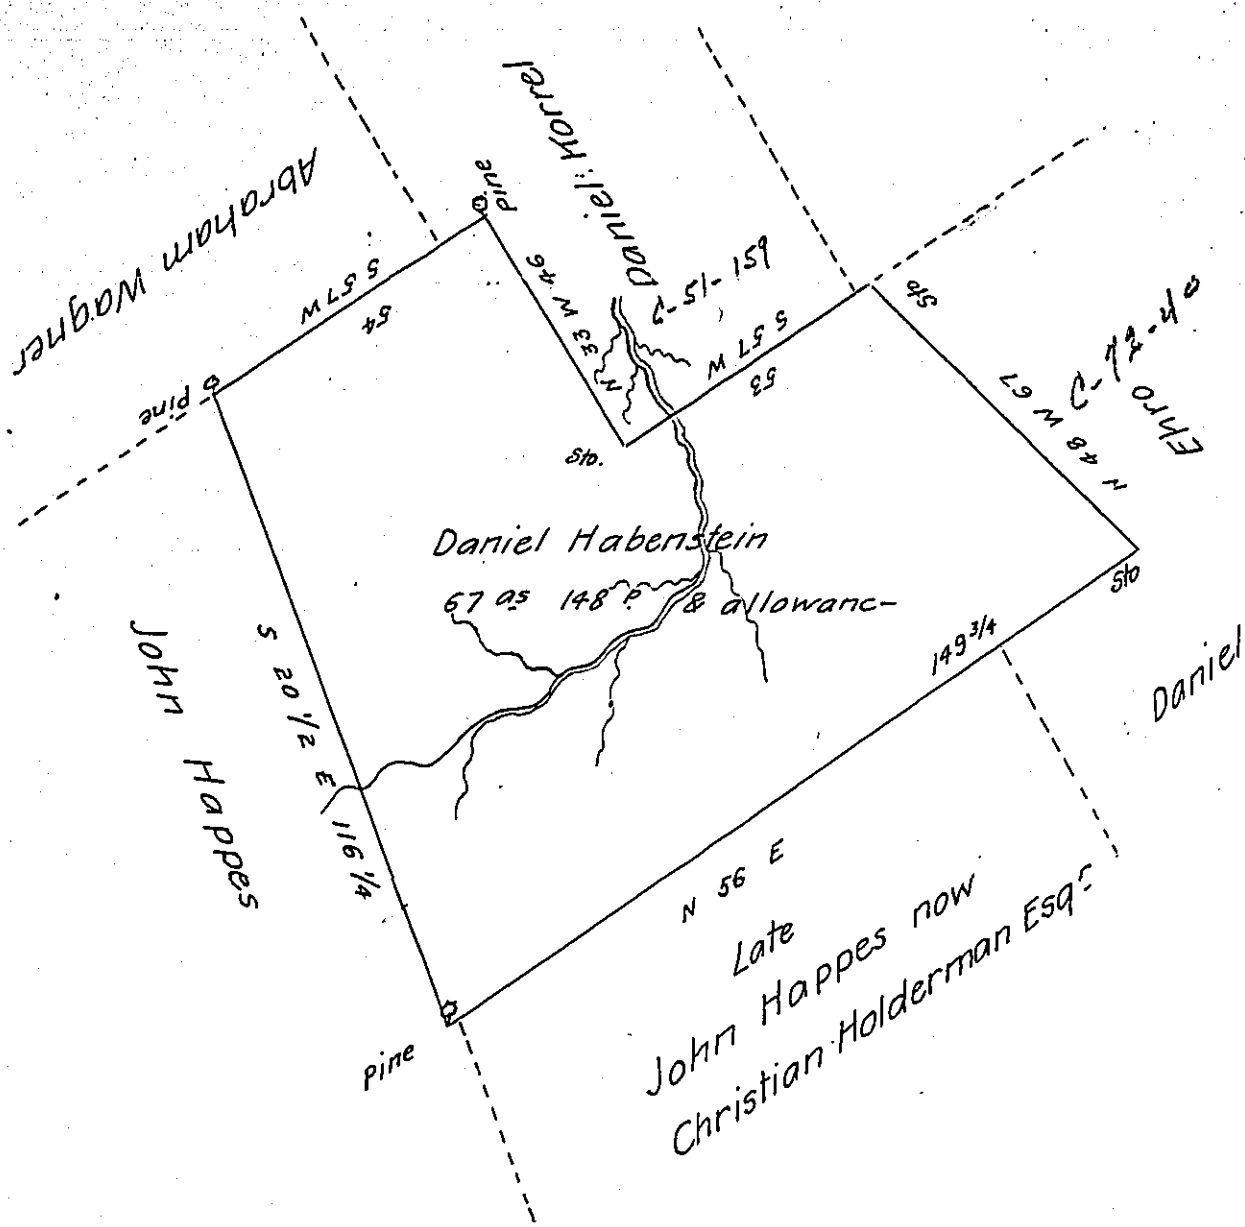 Abraham Wagner
Daniel: Horrel
C-51-159
pine
S 57 W
54
N 33 W 46
S 57 W
53
Sto
C-72-40
N 48 W 67
Ehro
pine
Sto.
Daniel Habenstein
67 as 148 p & allowanc-
Sto
149 3/4
Daniel
John Happes
S 20 1/2 E 116 1/4
N 56 E
pine
Late
John Happes now
Christian Holderman Esqr